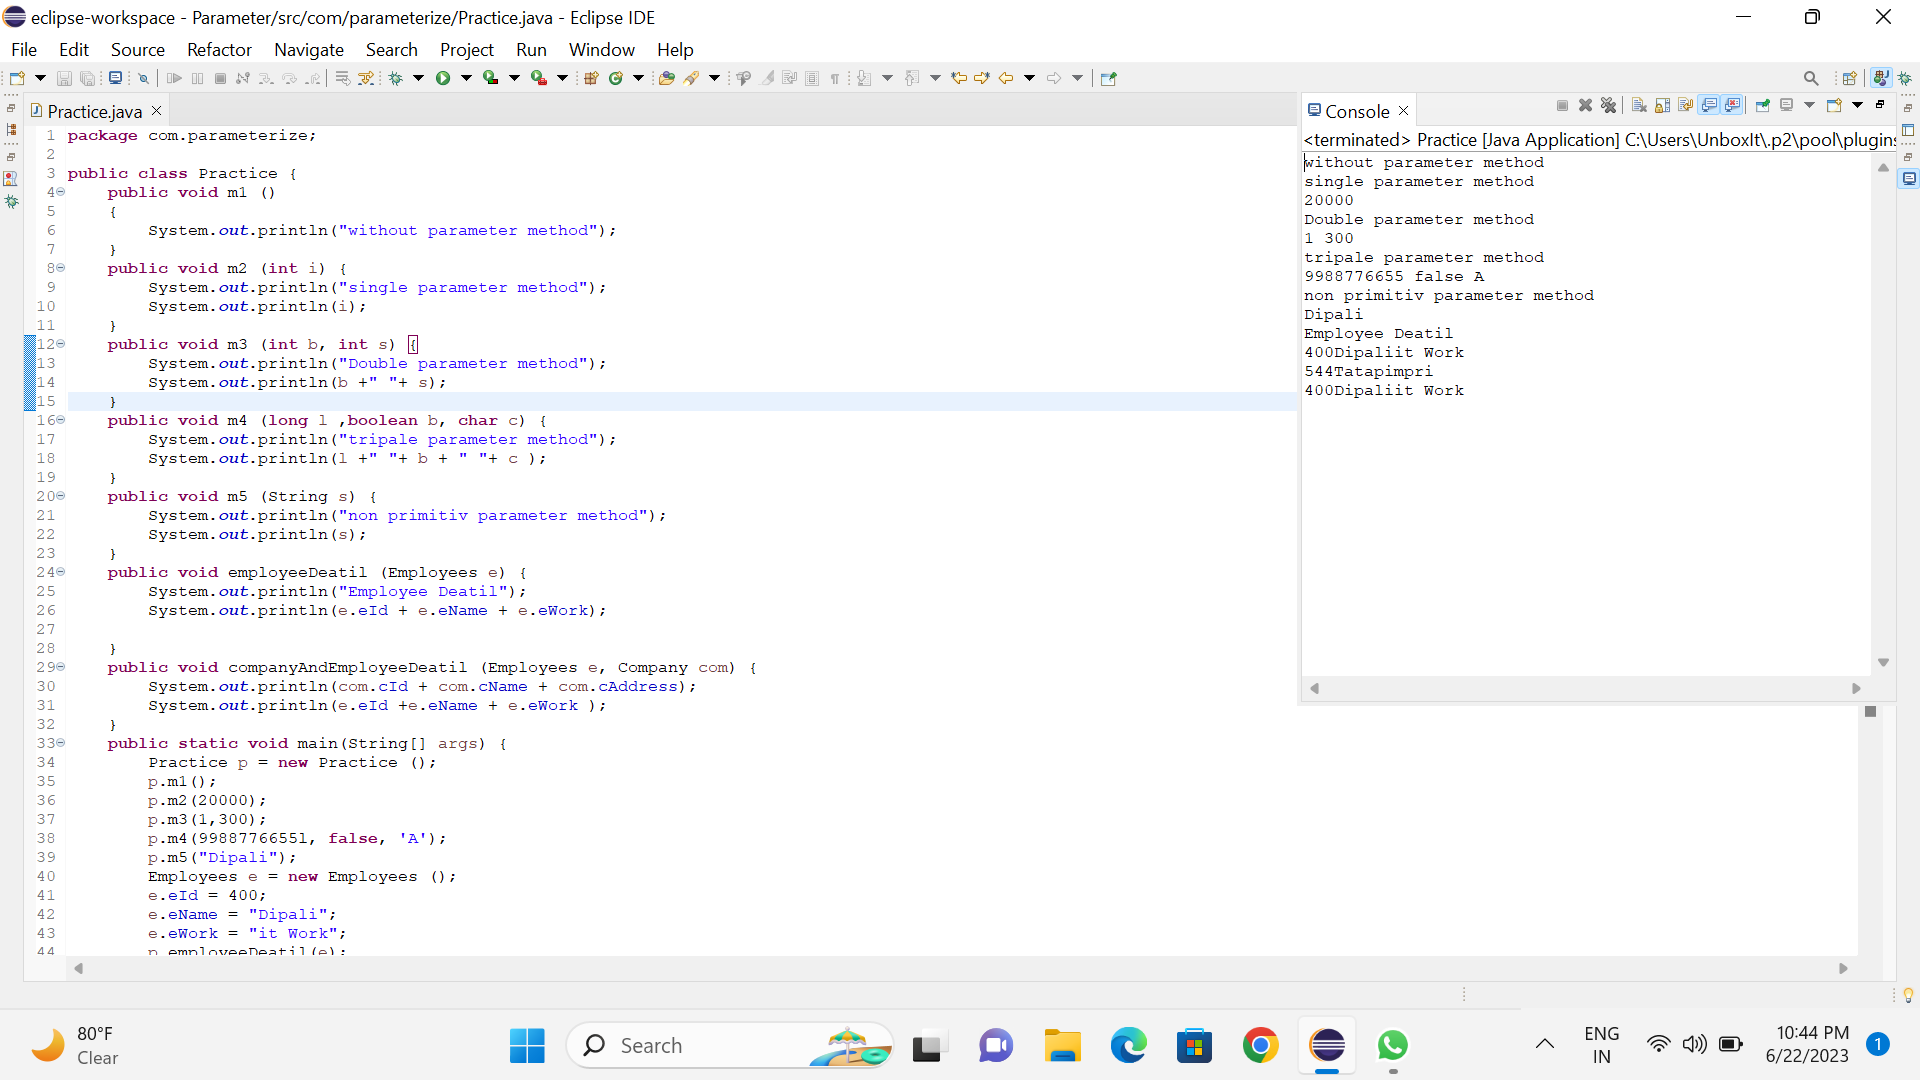 eclipse-workspace - Parameter/src/com/parameterize/Practice.java - Eclipse IDE
File Edit Source Refactor Navigate Search Project Run Window Help
Practice.java
1 package com.parameterize;
2
3 public class Practice {
4 public void m1 ()
5 {
6 System.out.println("without parameter method");
7 }
8 public void m2 (int i) {
9 System.out.println("single parameter method");
10 System.out.println(i);
11 }
12 public void m3 (int b, int s) {
13 System.out.println("Double parameter method");
14 System.out.println(b +" "+ s);
15 }
16 public void m4 (long l ,boolean b, char c) {
17 System.out.println("tripale parameter method");
18 System.out.println(l +" "+ b + " "+ c );
19 }
20 public void m5 (String s) {
21 System.out.println("non primitiv parameter method");
22 System.out.println(s);
23 }
24 public void employeeDeatil (Employees e) {
25 System.out.println("Employee Deatil");
26 System.out.println(e.eId + e.eName + e.eWork);
27
28 }
29 public void companyAndEmployeeDeatil (Employees e, Company com) {
30 System.out.println(com.cId + com.cName + com.cAddress);
31 System.out.println(e.eId +e.eName + e.eWork );
32 }
33 public static void main(String[] args) {
34 Practice p = new Practice ();
35 p.m1();
36 p.m2(20000);
37 p.m3(1,300);
38 p.m4(9988776655l, false, 'A');
39 p.m5("Dipali");
40 Employees e = new Employees ();
41 e.eId = 400;
42 e.eName = "Dipali";
43 e.eWork = "it Work";
44 p.employeeDeatil(e);
Console
<terminated> Practice [Java Application] C:\Users\UnboxIt\.p2\pool\plugins
without parameter method
single parameter method
20000
Double parameter method
1 300
tripale parameter method
9988776655 false A
non primitiv parameter method
Dipali
Employee Deatil
400Dipaliit Work
544Tatapimpri
400Dipaliit Work
80°F
Clear
Search
ENG
IN
10:44 PM
6/22/2023
1